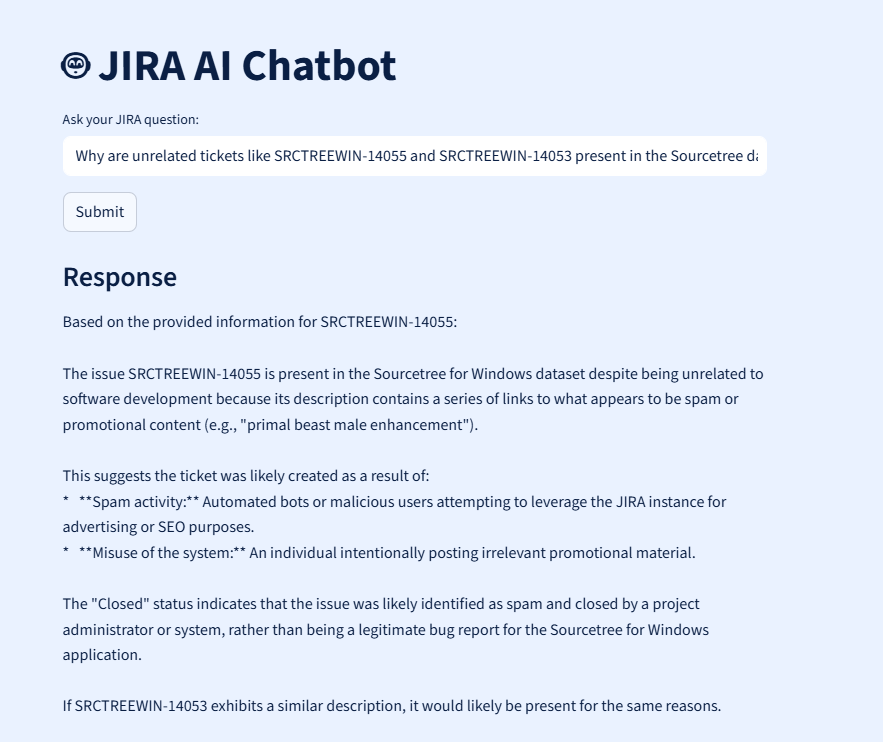 JIRA AI Chatbot
Ask your JIRA question:
Why are unrelated tickets like SRCTREEWIN-14055 and SRCTREEWIN-14053 present in the Sourcetree da
Submit
Response
Based on the provided information for SRCTREEWIN-14055:
The issue SRCTREEWIN-14055 is present in the Sourcetree for Windows dataset despite being unrelated to
software development because its description contains a series of links to what appears to be spam or
promotional content (e.g., "primal beast male enhancement").
This suggests the ticket was likely created as a result of:
* **Spam activity:** Automated bots or malicious users attempting to leverage the JIRA instance for
advertising or SEO purposes.
* **Misuse of the system:** An individual intentionally posting irrelevant promotional material.
The "Closed" status indicates that the issue was likely identified as spam and closed by a project
administrator or system, rather than being a legitimate bug report for the Sourcetree for Windows
application.
If SRCTREEWIN-14053 exhibits a similar description, it would likely be present for the same reasons.